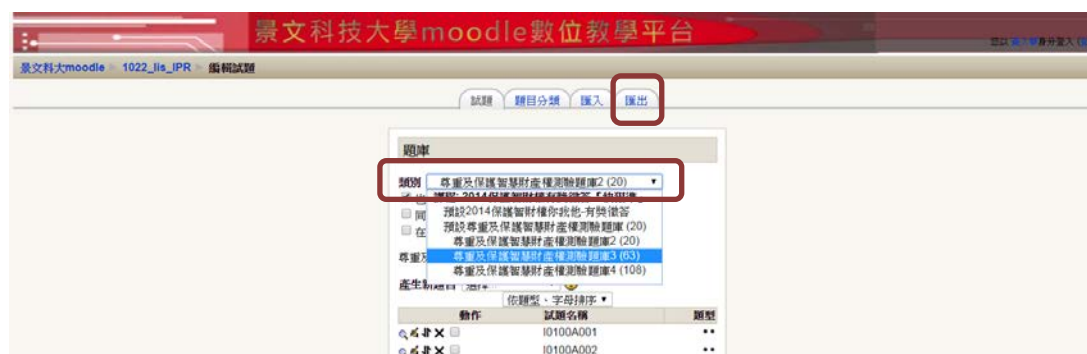 景文科技大學moodle數位教學平台
景文科大moodle ► 1022_lis_IPR ► 編輯試題
試題 題目分類 匯入 匯出
題庫
類別 尊重及保護智慧財產權測驗題庫2 (20)
預設2014保護智財權你我他-有獎徵答
同
預設尊重及保護智慧財產權測驗題庫 (20)
在
尊重及保護智慧財產權測驗題庫2 (20)
尊重及保護智慧財產權測驗題庫3 (63)
尊重及
尊重及保護智慧財產權測驗題庫4 (108)
產生新題目
依題型、字母排序
動作 試題名稱 題型
I0100A001
I0100A002